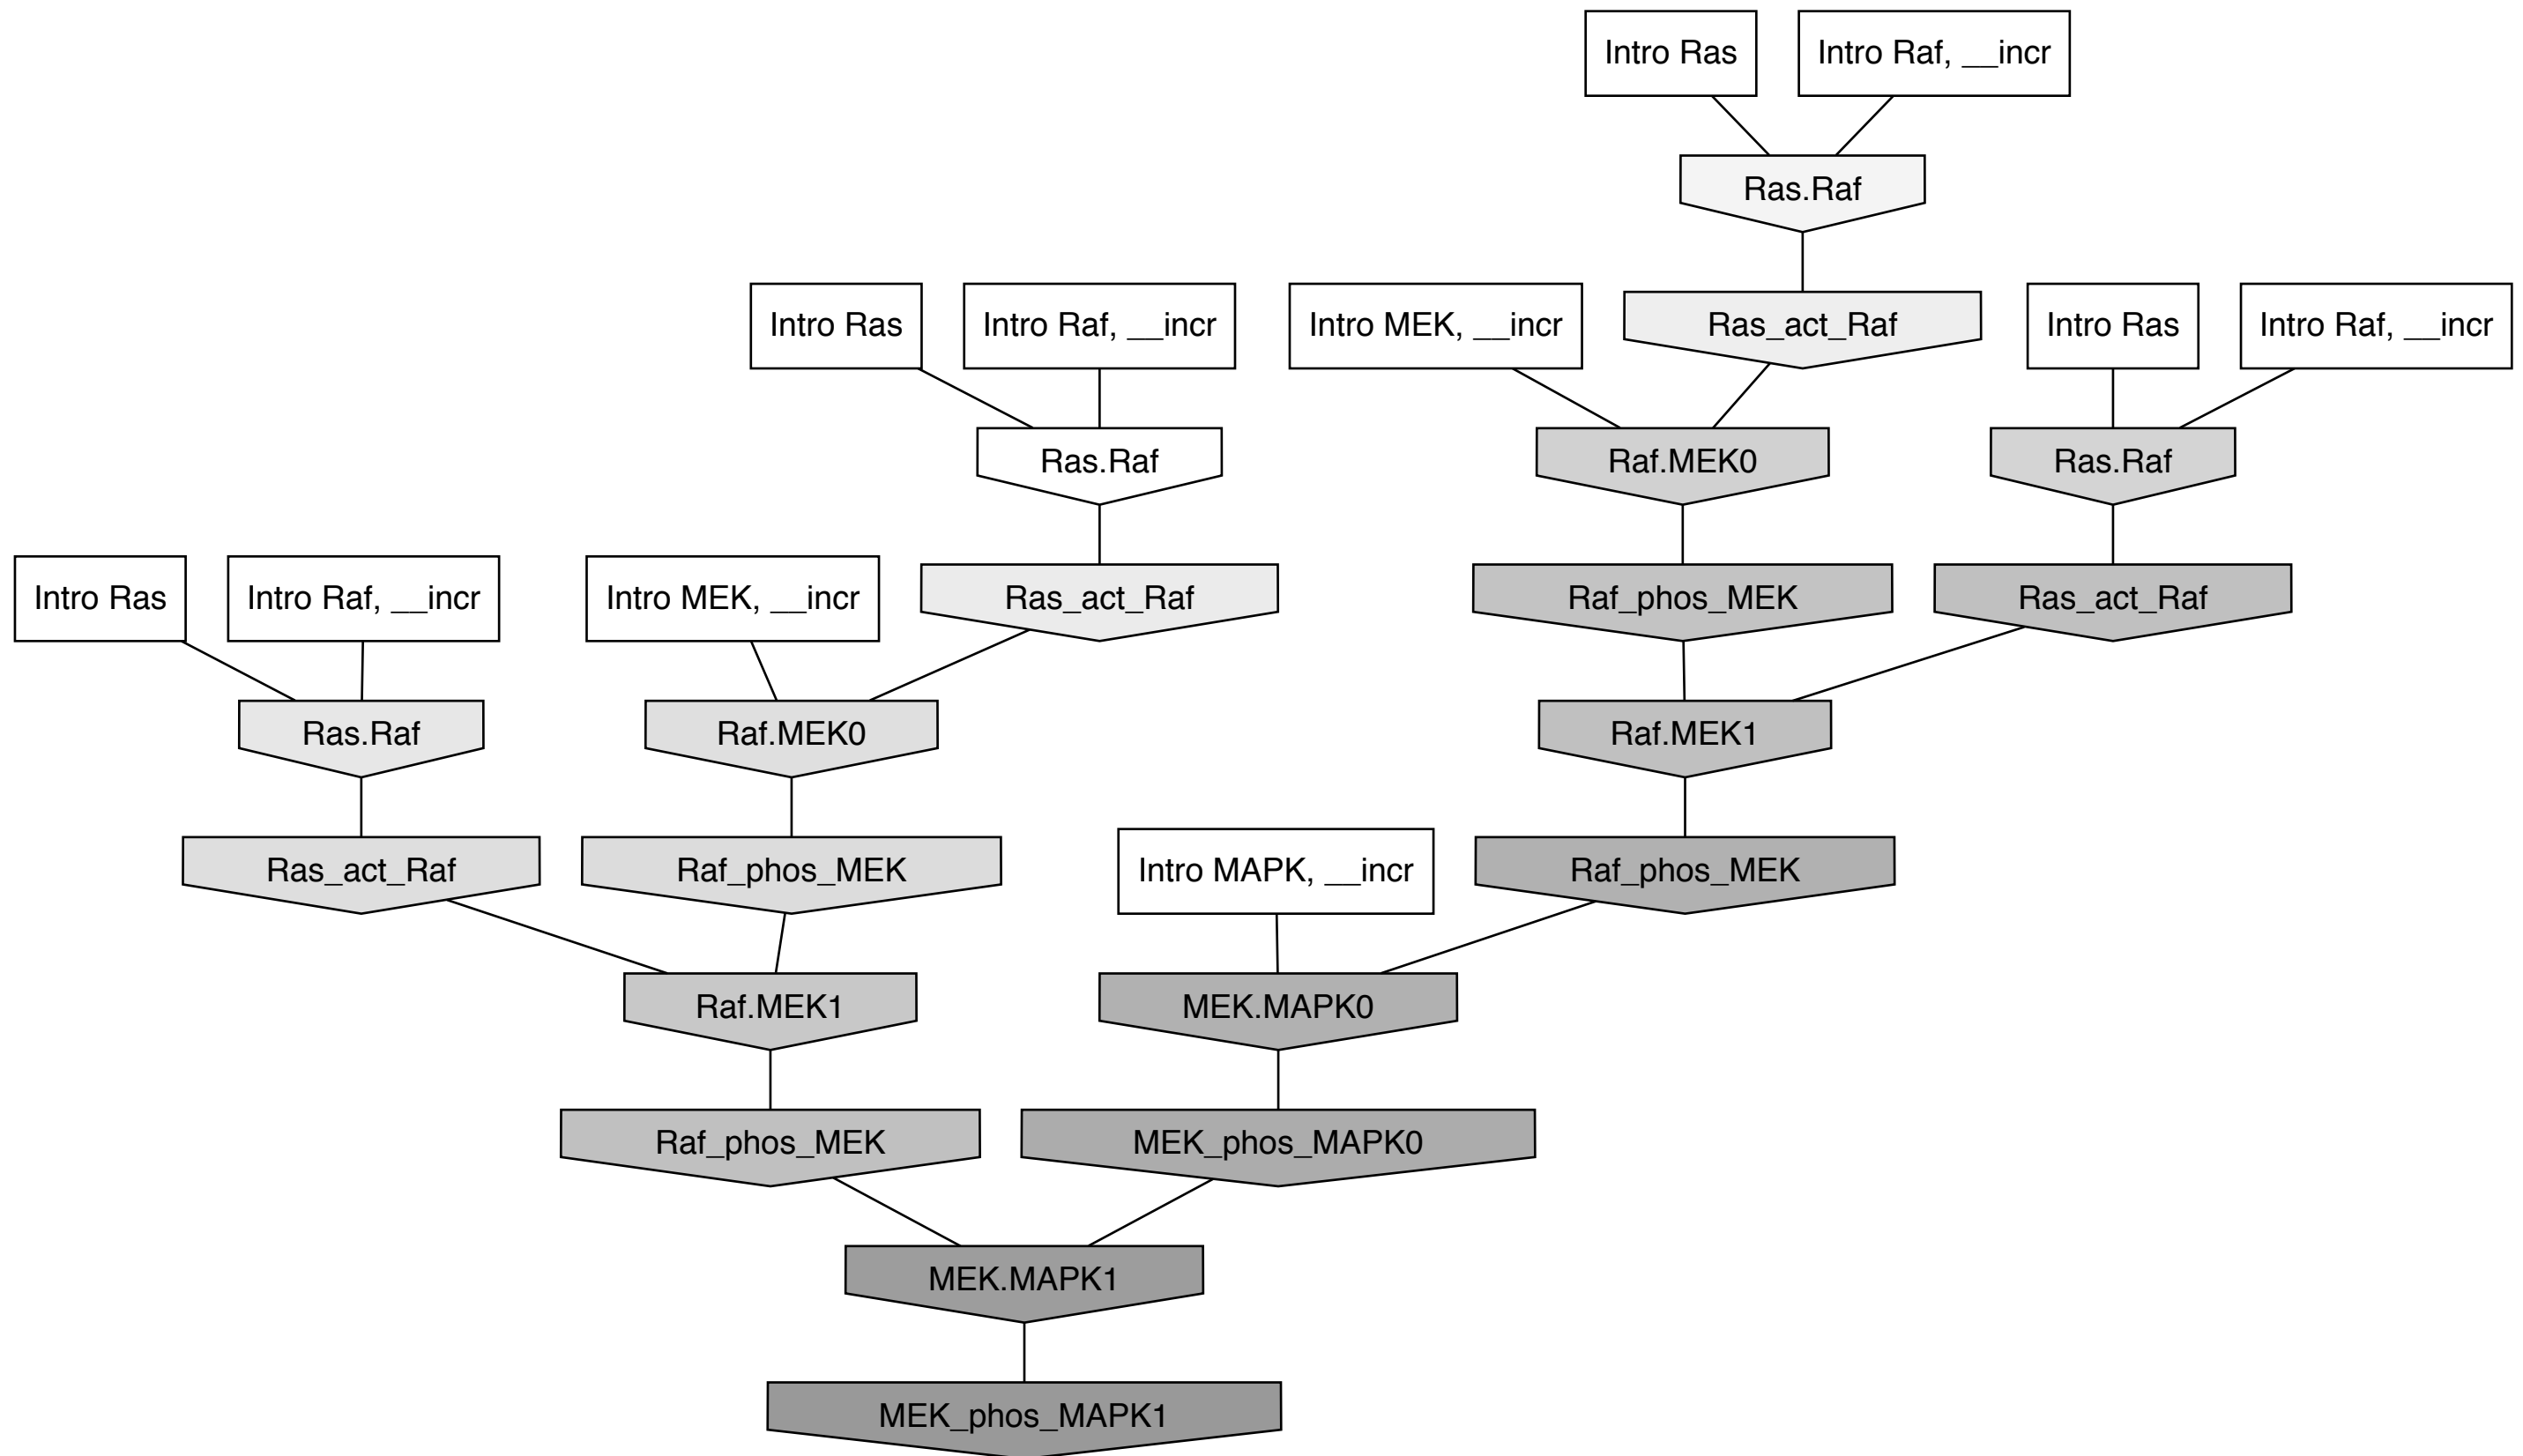 Intro Ras
Intro Raf, __incr
Ras.Raf
Intro Ras
Intro Raf, __incr
Intro MEK, __incr
Ras_act_Raf
Intro Ras
Intro Raf, __incr
Ras.Raf
Raf.MEK0
Ras.Raf
Intro Ras
Intro Raf, __incr
Intro MEK, __incr
Ras_act_Raf
Raf_phos_MEK
Ras_act_Raf
Ras.Raf
Raf.MEK0
Raf.MEK1
Ras_act_Raf
Raf_phos_MEK
Intro MAPK, __incr
Raf_phos_MEK
Raf.MEK1
MEK.MAPK0
Raf_phos_MEK
MEK_phos_MAPK0
MEK.MAPK1
MEK_phos_MAPK1